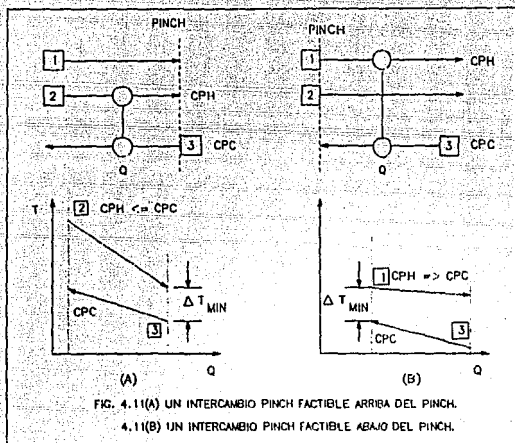 PINCH
1
2
CPH
3
CPC
Q
PINCH
1
CPH
2
3
CPC
Q
T
2 CPH <= CPC
CPC
3
Δ T MIN
(A)
Q
1 CPH => CPC
Δ T MIN
CPC
3
(B)
Q
FIG. 4.11(A) UN INTERCAMBIO PINCH FACTIBLE ARRIBA DEL PINCH.
4.11(B) UN INTERCAMBIO PINCH FACTIBLE ABAJO DEL PINCH.